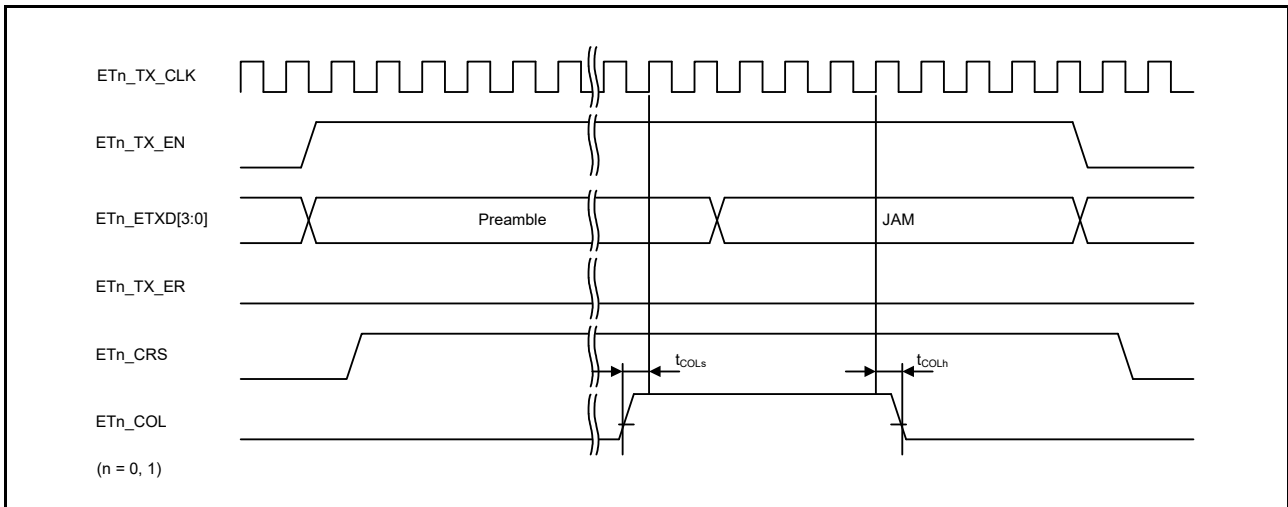 ETn_TX_CLK
ETn_TX_EN
ETn_ETXD[3:0]
Preamble
JAM
ETn_TX_ER
ETn_CRS
tCOLs
tCOLh
ETn_COL
(n = 0, 1)